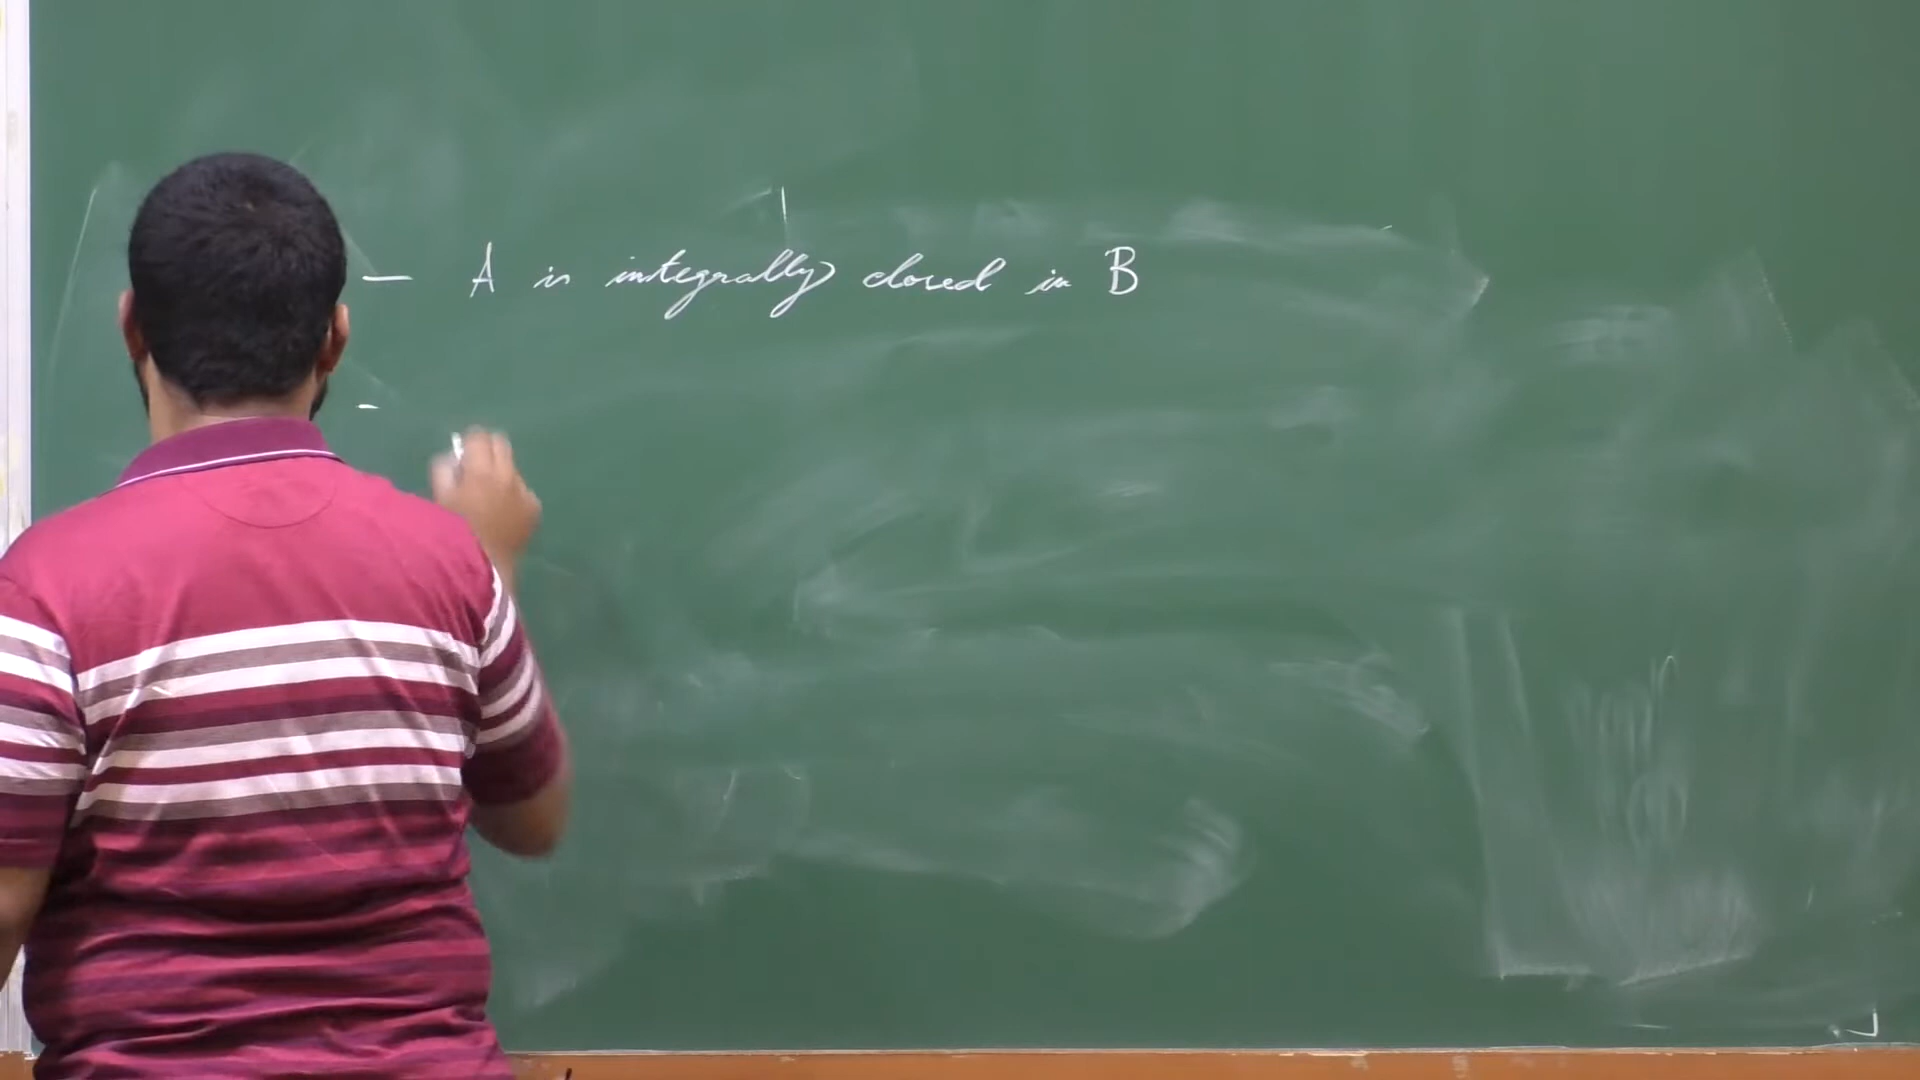 — A is integrally closed in B
-